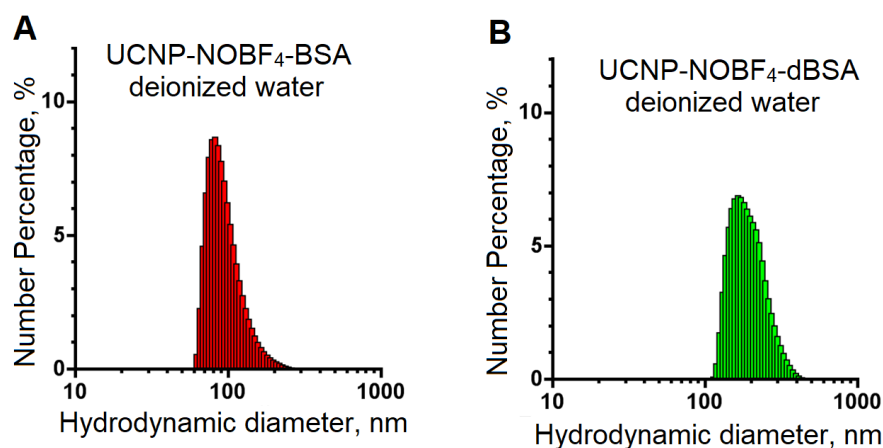 A
UCNP-NOBF₄-BSA
deionized water
Number Percentage, %
10
5
0
10
100
1000
Hydrodynamic diameter, nm
B
UCNP-NOBF₄-dBSA
deionized water
Number Percentage, %
10
5
0
10
100
1000
Hydrodynamic diameter, nm